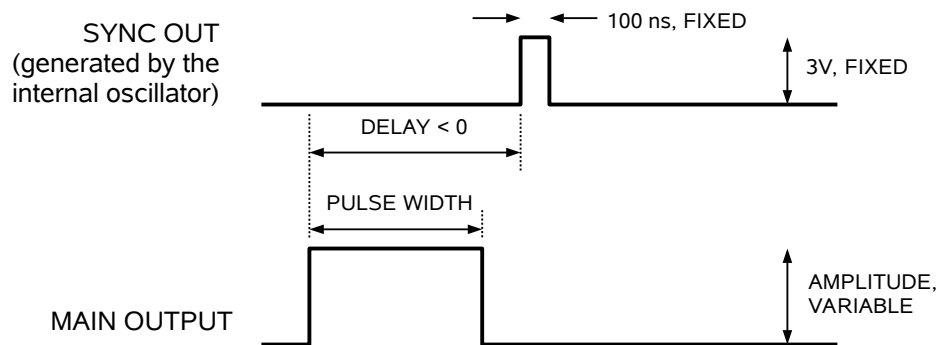 SYNC OUT
(generated by the
internal oscillator)
100 ns, FIXED
3V, FIXED
DELAY < 0
PULSE WIDTH
AMPLITUDE,
VARIABLE
MAIN OUTPUT